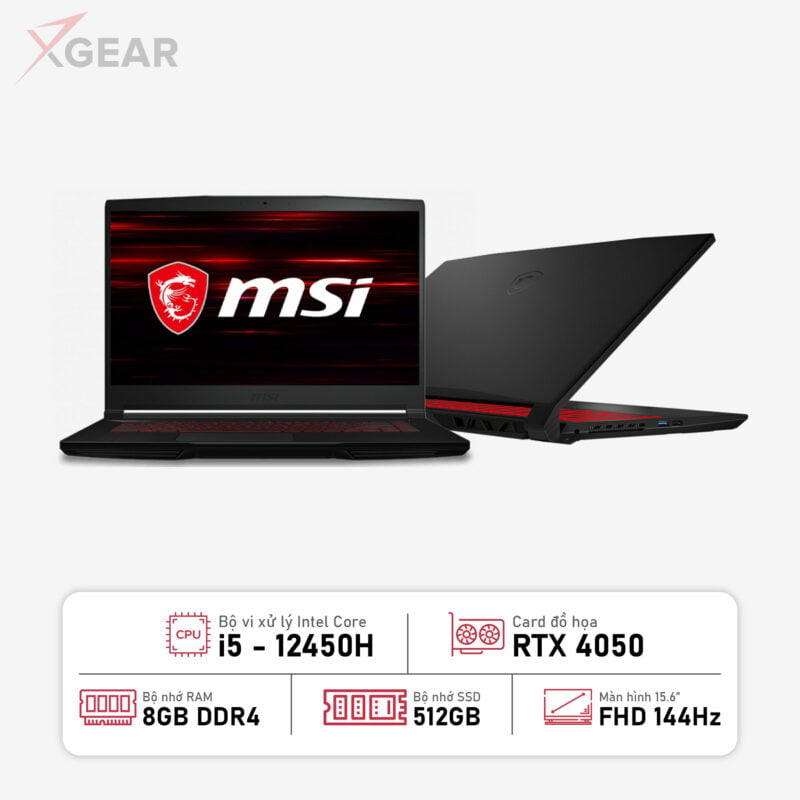 XGEAR
msi
msi
Bộ vi xử lý Intel Core
CPU
i5 - 12450H
Card đồ họa
RTX 4050
Bộ nhớ RAM
8GB DDR4
Bộ nhớ SSD
512GB
Màn hình 15.6"
FHD 144Hz